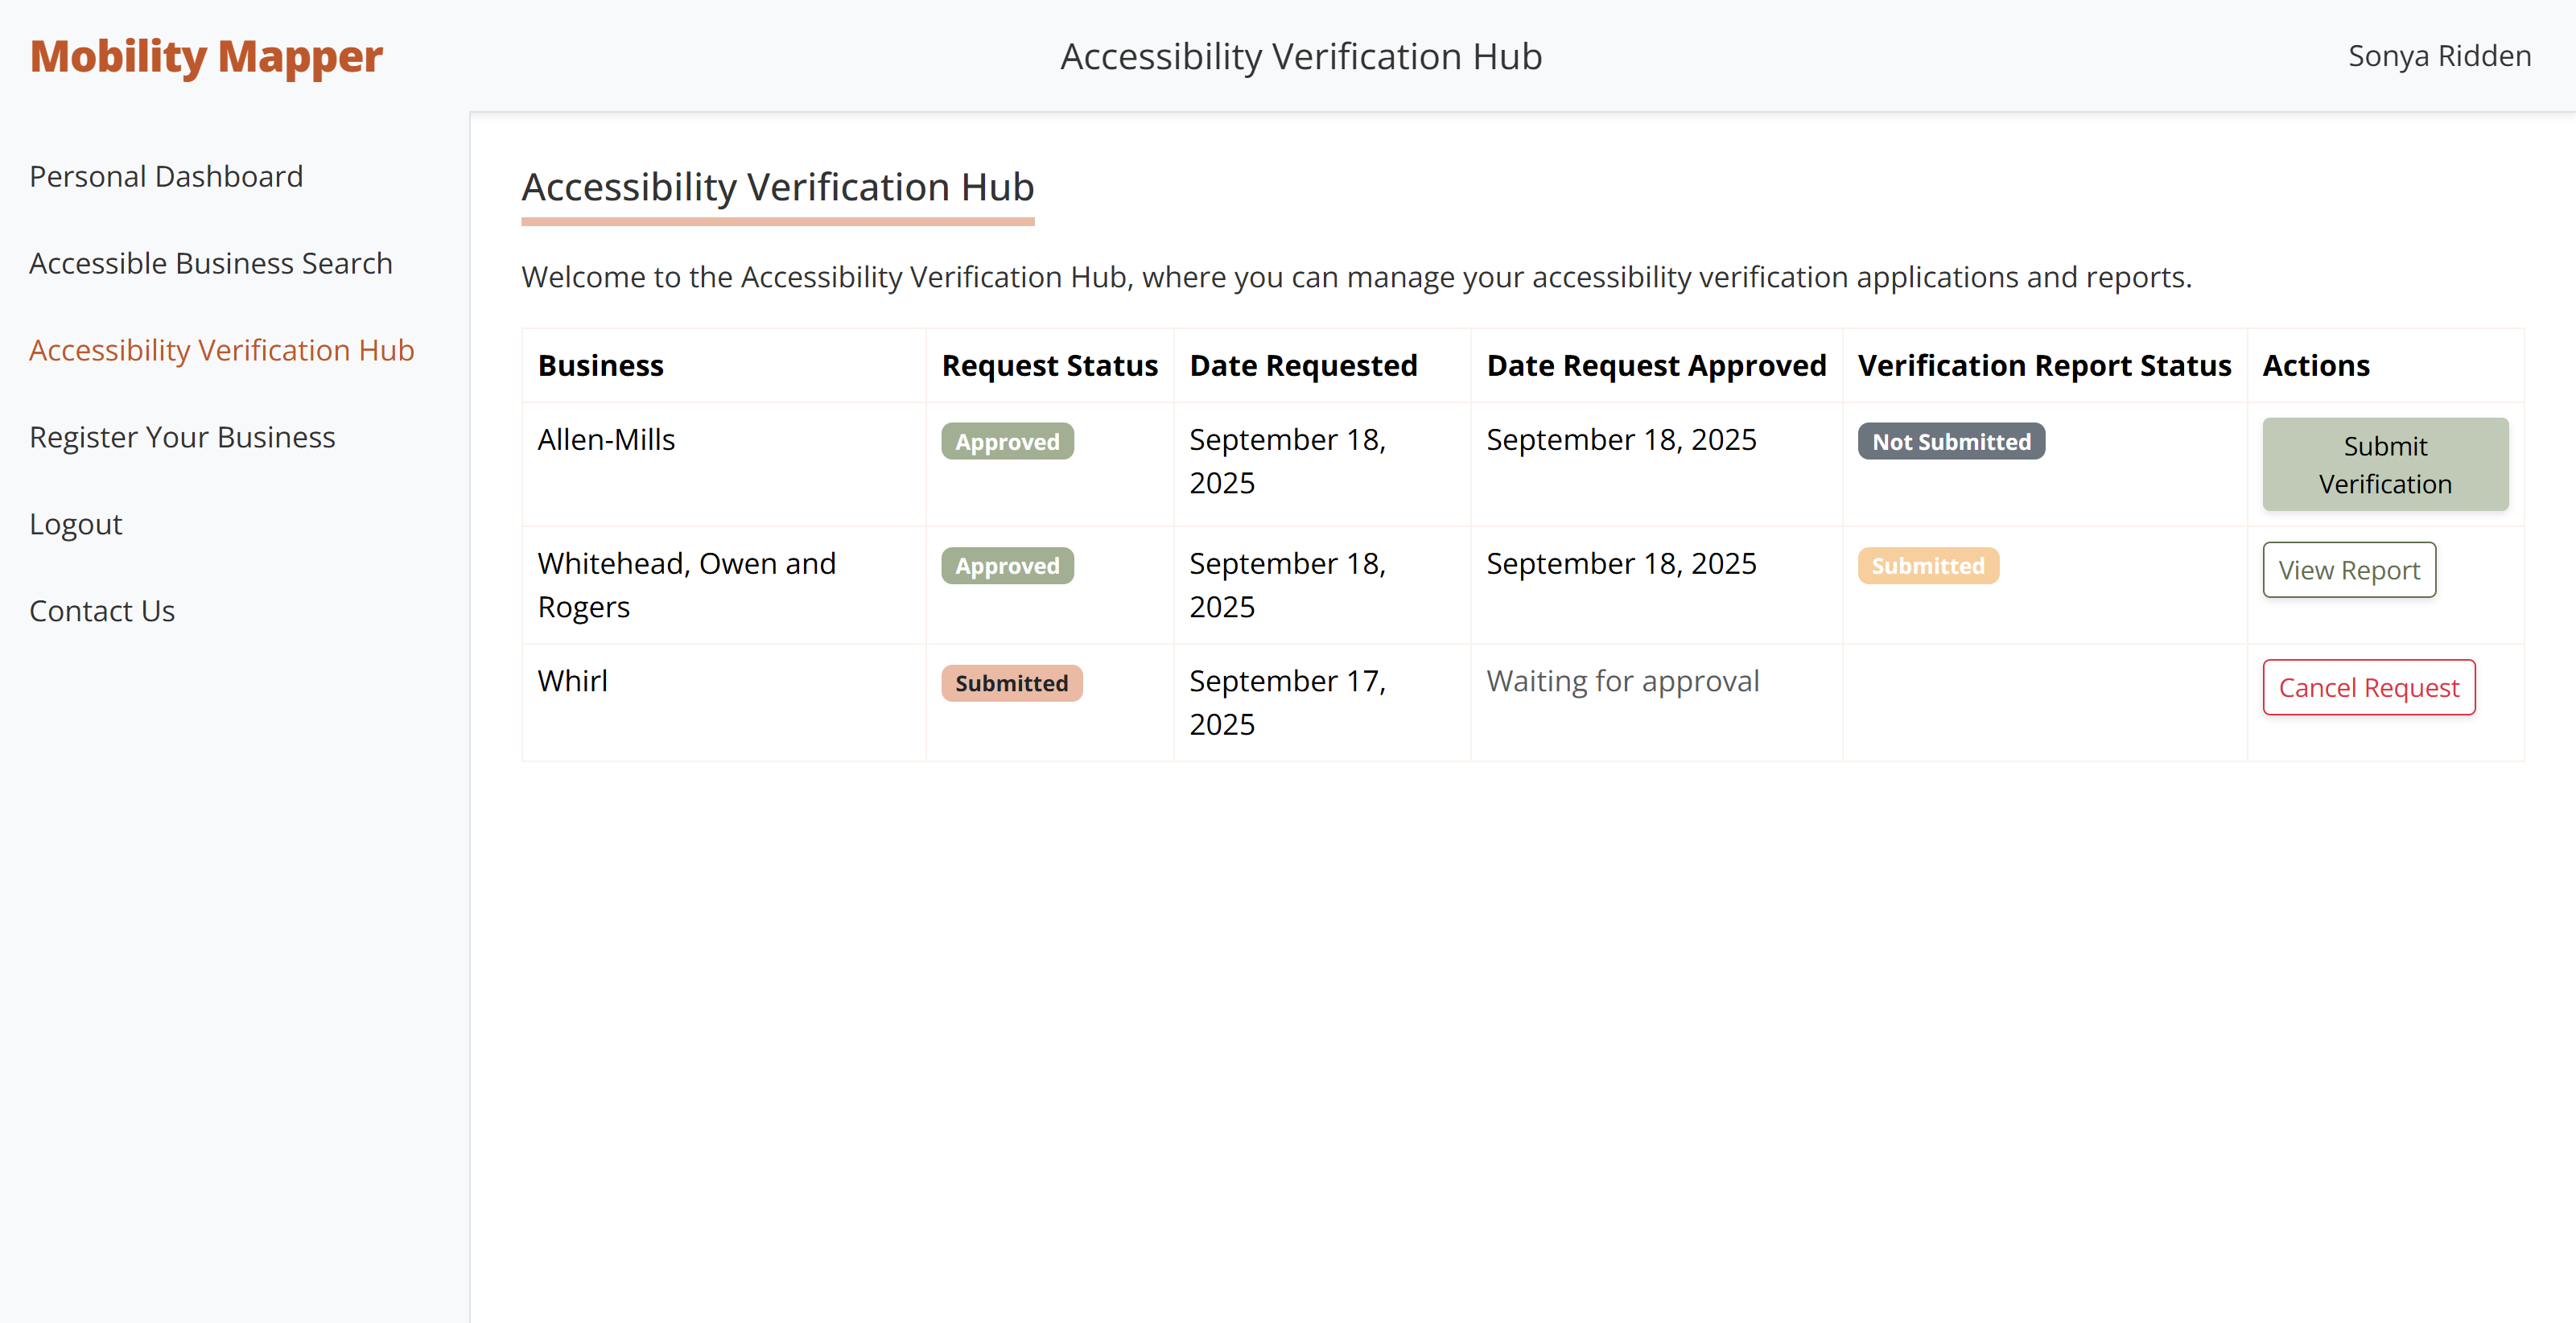 Mobility Mapper
Accessibility Verification Hub
Sonya Ridden
Personal Dashboard
Accessible Business Search
Accessibility Verification Hub
Register Your Business
Logout
Contact Us
Accessibility Verification Hub
Welcome to the Accessibility Verification Hub, where you can manage your accessibility verification applications and reports.
Business Request Status Date Requested Date Request Approved Verification Report Status Actions
Allen-Mills Approved September 18, September 18, 2025 Not Submitted Submit
2025 Verification
Whitehead, Owen and Approved September 18, September 18, 2025 Submitted View Report
Rogers 2025
Whirl Submitted September 17, Waiting for approval Cancel Request
2025